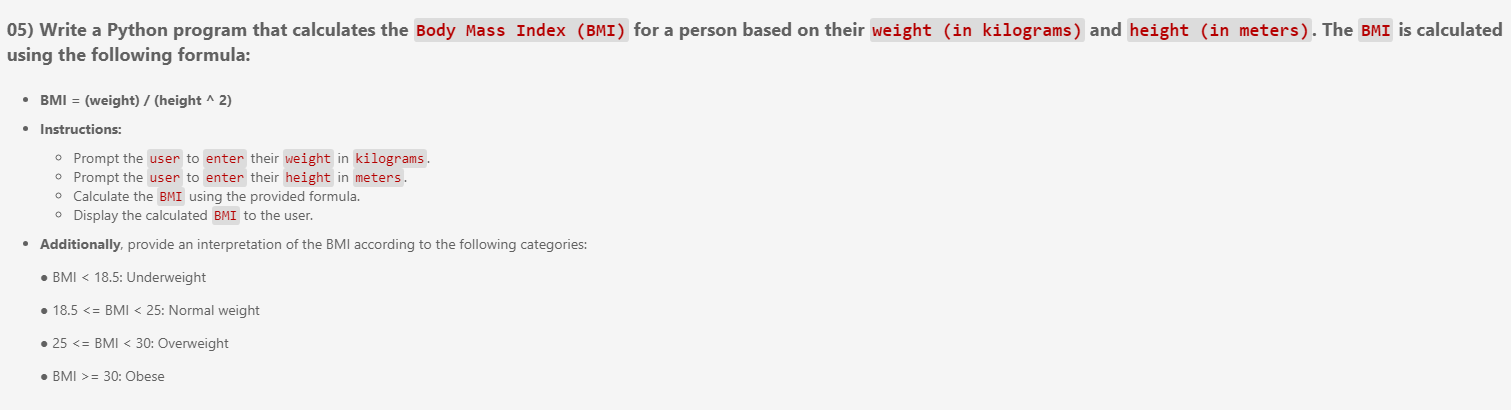 05) Write a Python program that calculates the Body Mass Index (BMI) for a person based on their weight (in kilograms) and height (in meters). The BMI is calculated
using the following formula:
• BMI = (weight) / (height ^ 2)
• Instructions:
◦ Prompt the user to enter their weight in kilograms.
◦ Prompt the user to enter their height in meters.
◦ Calculate the BMI using the provided formula.
◦ Display the calculated BMI to the user.
• Additionally, provide an interpretation of the BMI according to the following categories:
● BMI < 18.5: Underweight
● 18.5 <= BMI < 25: Normal weight
● 25 <= BMI < 30: Overweight
● BMI >= 30: Obese